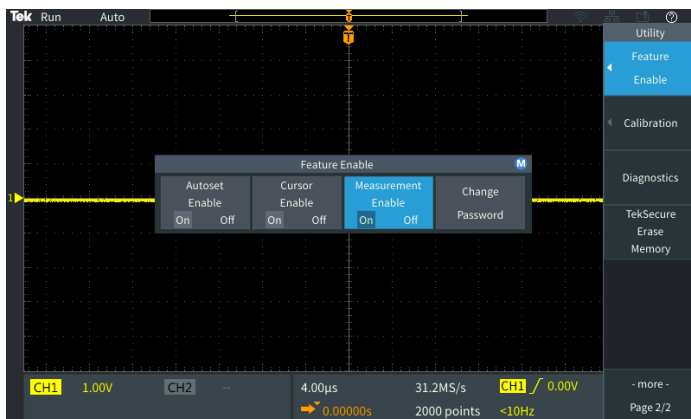 Tek Run Auto
T
T
Utility
Feature
Enable
Calibration
Diagnostics
TekSecure
Erase
Memory
- more -
Page 2/2
Feature Enable M
Autoset
Enable
On Off
Cursor
Enable
On Off
Measurement
Enable
On Off
Change
Password
1
CH1 1.00V CH2 -- 4.00µs 31.2MS/s CH1 0.00V
0.00000s 2000 points <10Hz